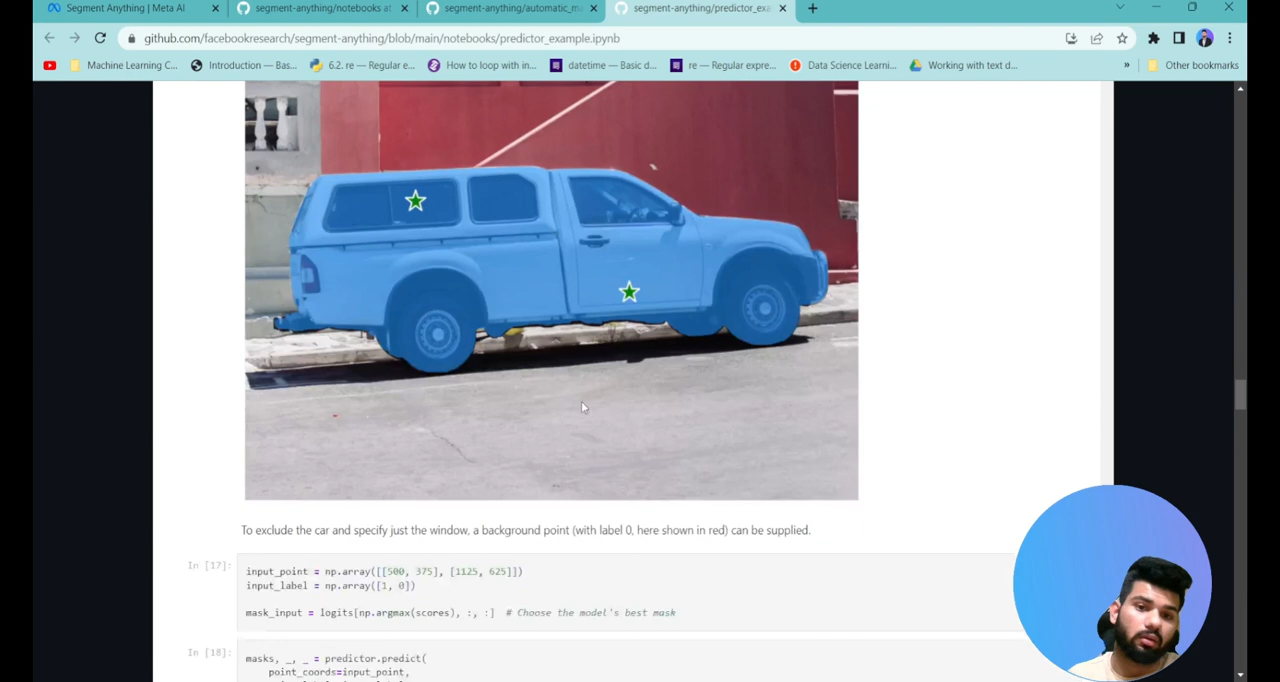 Segment Anything | Meta AI
segment-anything/notebooks at
segment-anything/automatic_ma
segment-anything/predictor_exa
github.com/facebookresearch/segment-anything/blob/main/notebooks/predictor_example.ipynb
Machine Learning C...
Introduction — Bas...
6.2. re — Regular e...
How to loop with in...
datetime — Basic d...
re — Regular expre...
Data Science Learni...
Working with text d...
»
Other bookmarks
To exclude the car and specify just the window, a background point (with label 0, here shown in red) can be supplied.
In [17]:
input_point = np.array([[500, 375], [1125, 625]])
input_label = np.array([1, 0])
mask_input = logits[np.argmax(scores), :, :] # Choose the model's best mask
In [18]:
masks, _, _ = predictor.predict(
point_coords=input_point,